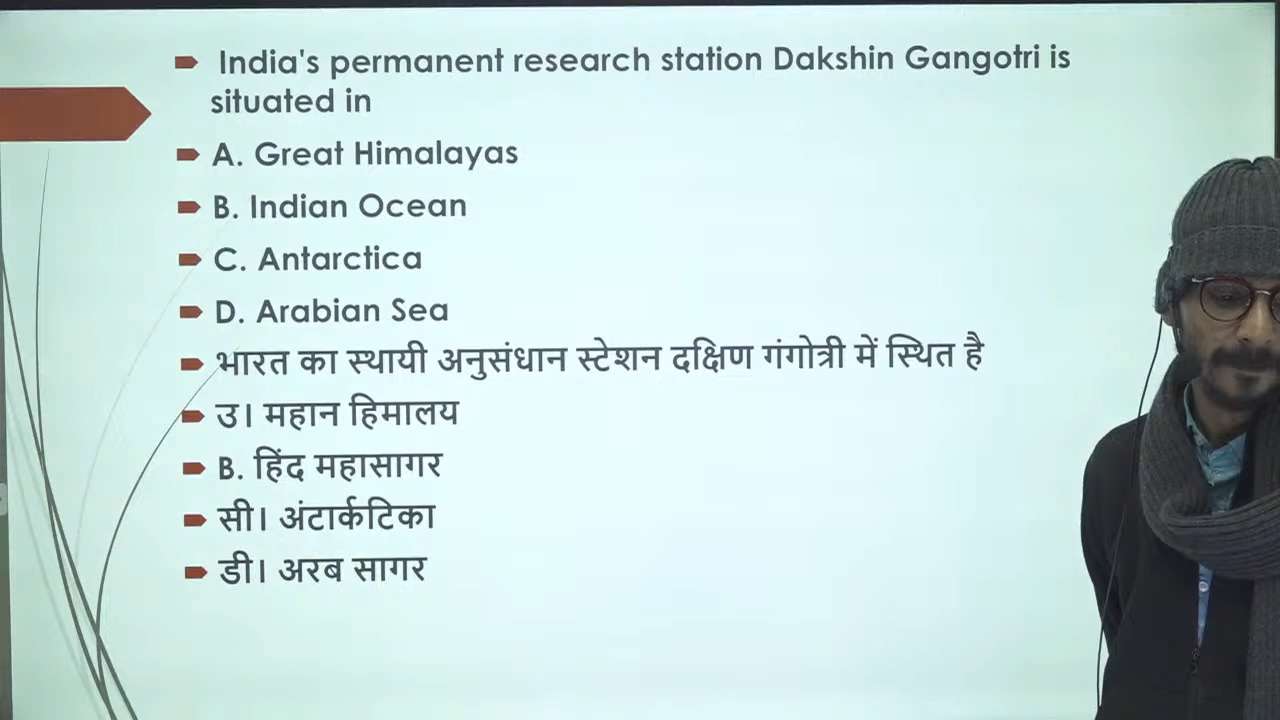 India's permanent research station Dakshin Gangotri is
situated in
A. Great Himalayas
B. Indian Ocean
C. Antarctica
D. Arabian Sea
भारत का स्थायी अनुसंधान स्टेशन दक्षिण गंगोत्री में स्थित है
उ। महान हिमालय
B. हिंद महासागर
सी। अंटार्कटिका
डी। अरब सागर